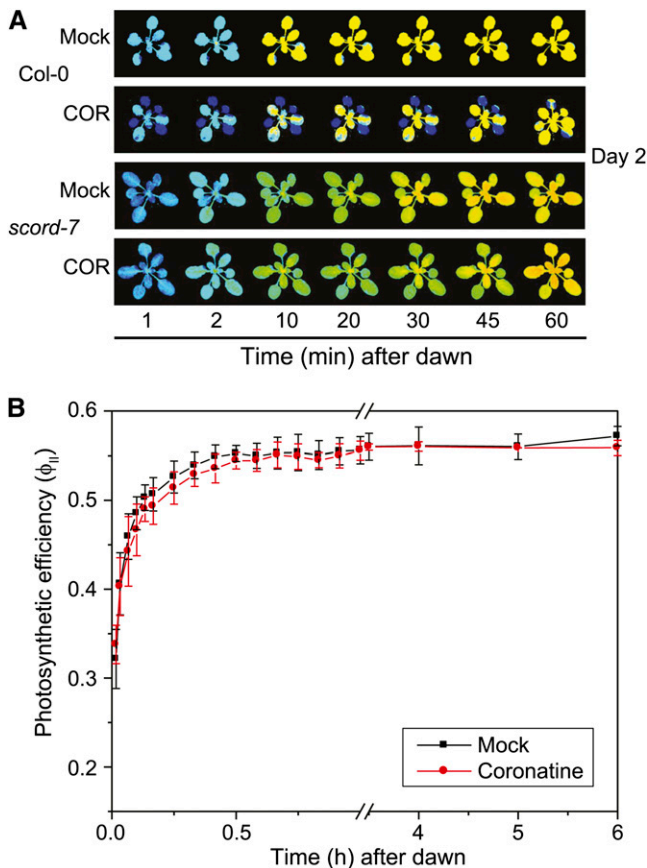 A
Col-0
Mock
COR
scord-7
Mock
COR
Day 2
1 2 10 20 30 45 60
Time (min) after dawn
B
Photosynthetic efficiency (ϕII)
0.6
0.5
0.4
0.3
0.2
Mock
Coronatine
0.0 0.5 4 5 6
Time (h) after dawn